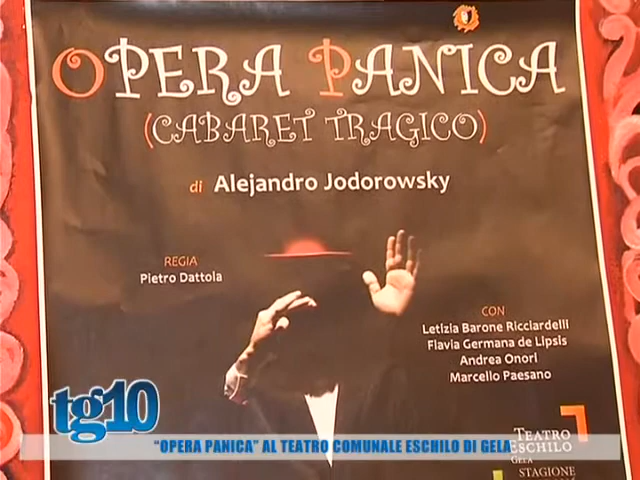 OPERA PANICA
(CABARET TRAGICO)
di Alejandro Jodorowsky
REGIA
Pietro Dattola
CON
Letizia Barone Ricciardelli
Flavia Germana de Lipsis
Andrea Onori
Marcello Paesano
tg10
"OPERA PANICA" AL TEATRO COMUNALE ESCHILO DI GELA
TEATRO
ESCHILO
GELA
STAGIONE